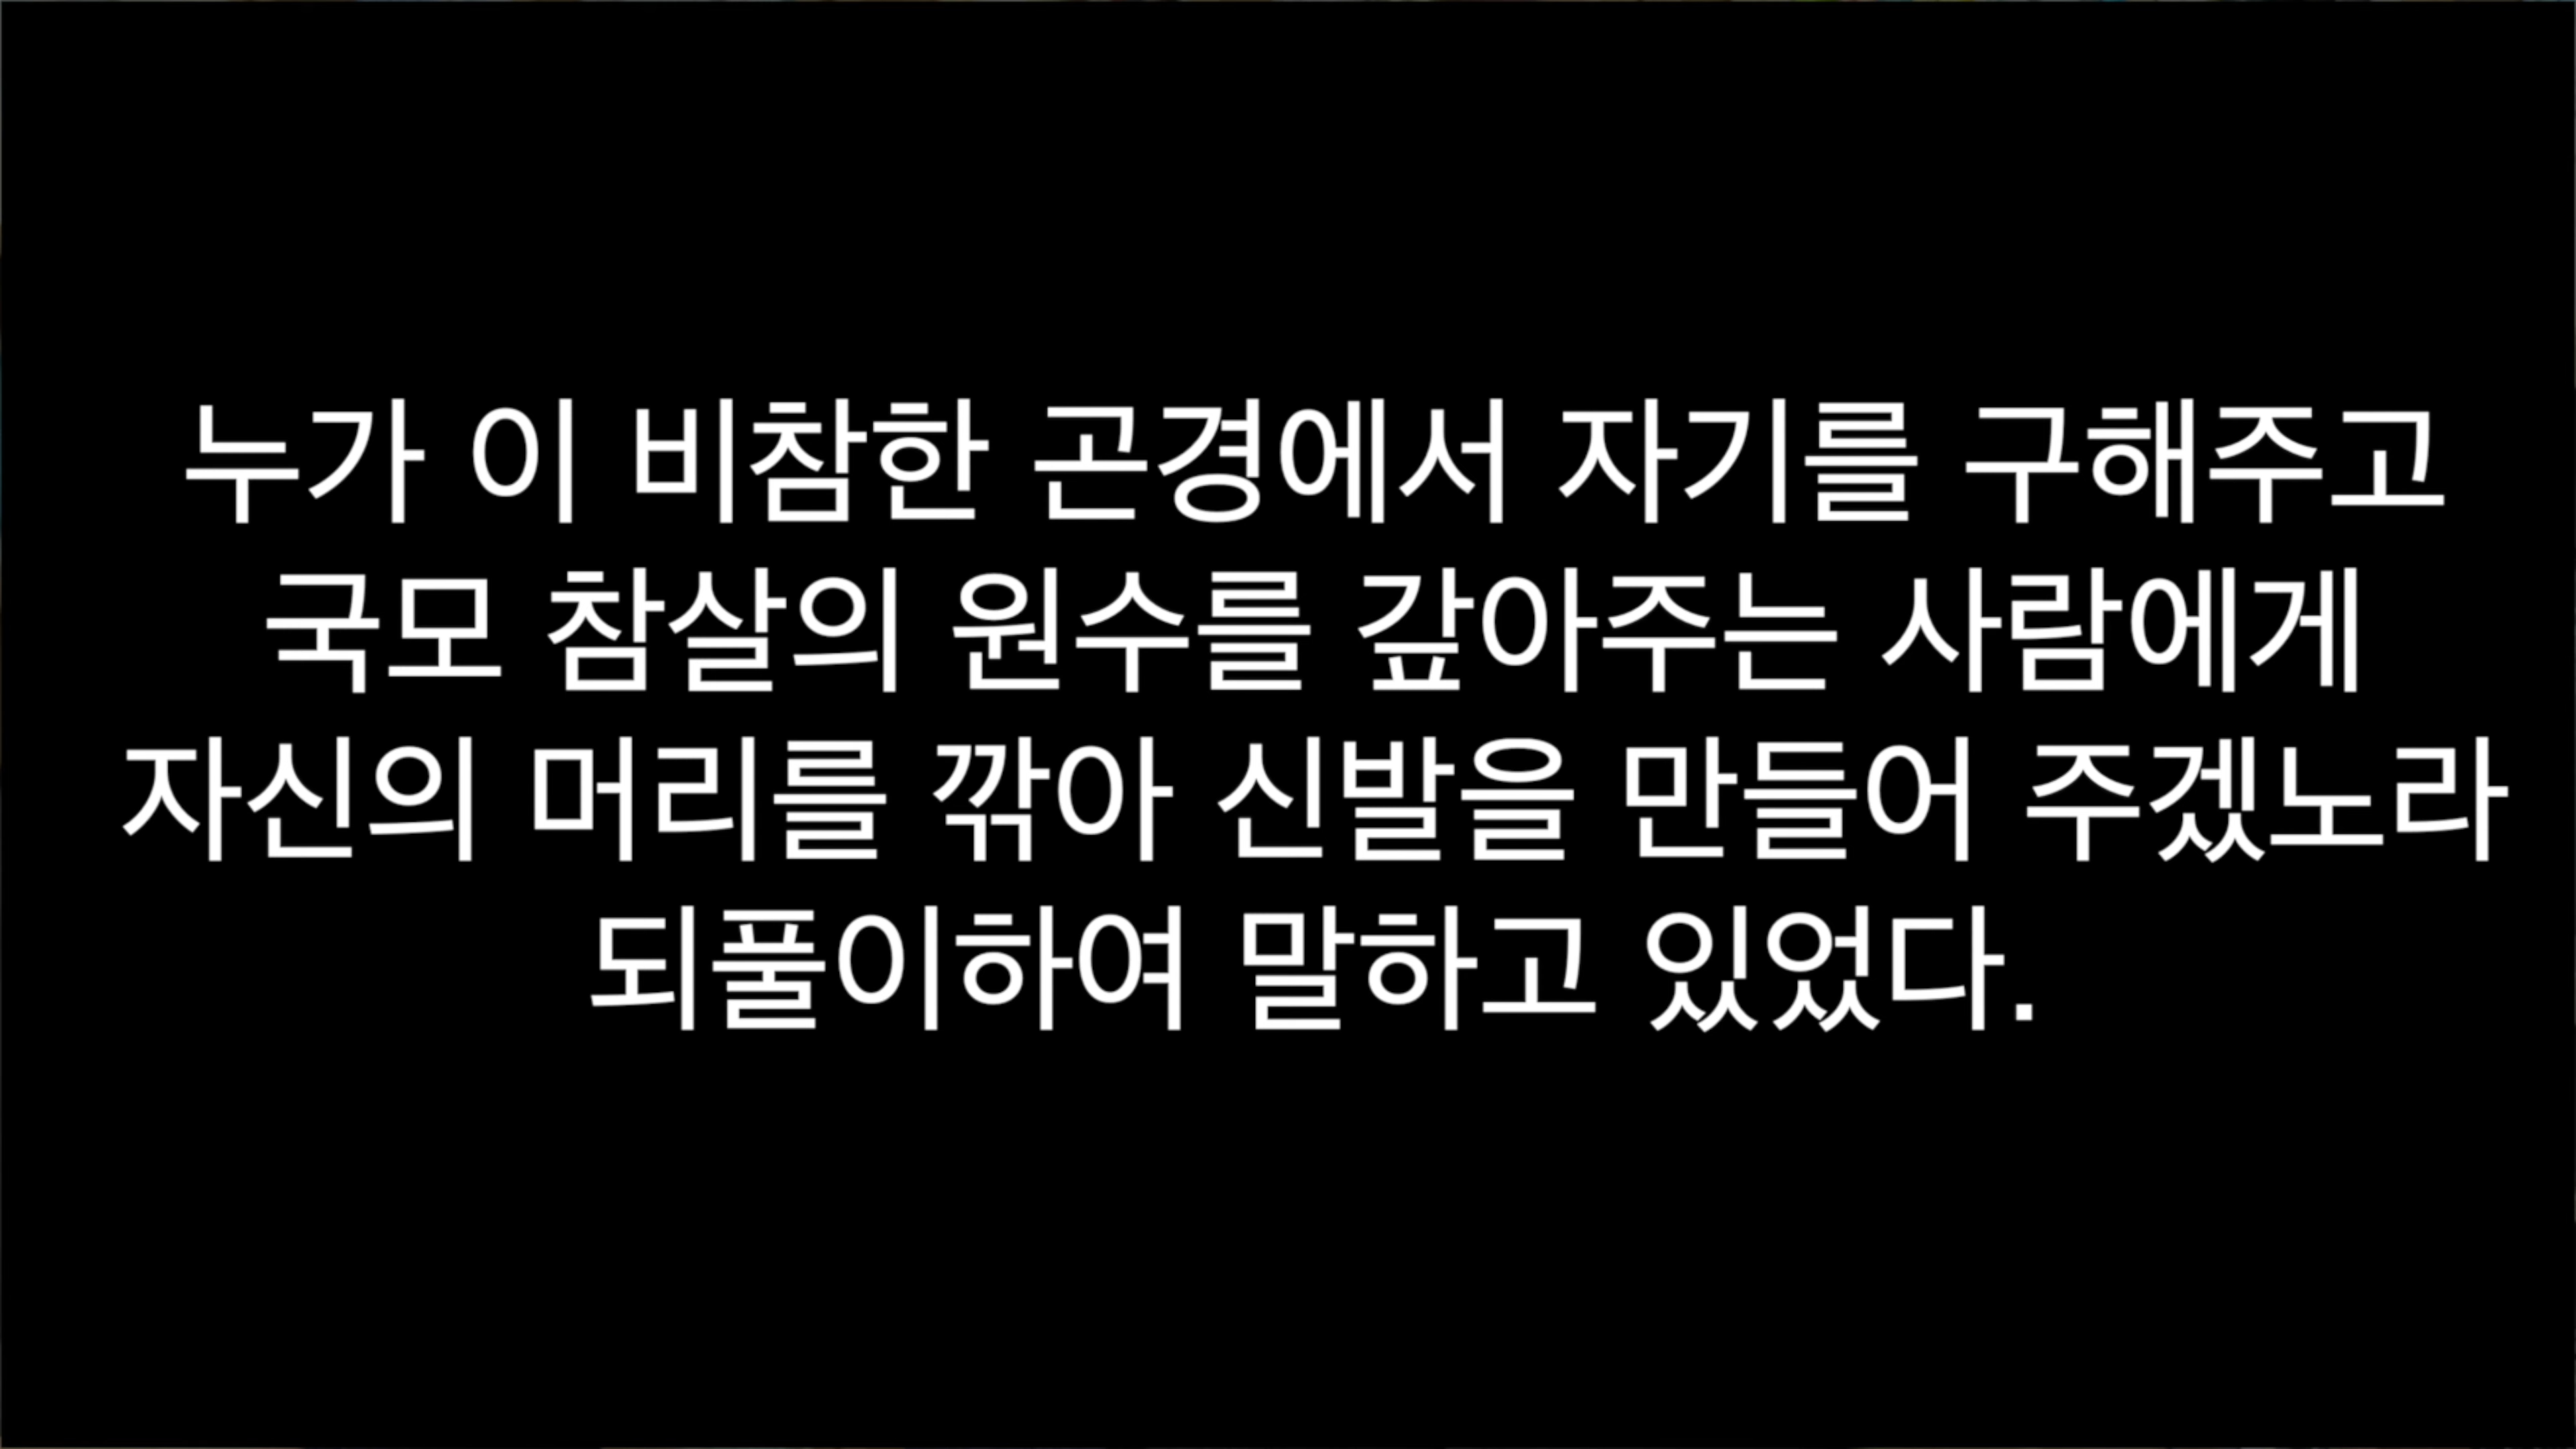 누가 이 비참한 곤경에서 자기를 구해주고
국모 참살의 원수를 갚아주는 사람에게
자신의 머리를 깎아 신발을 만들어 주겠노라
되풀이하여 말하고 있었다.